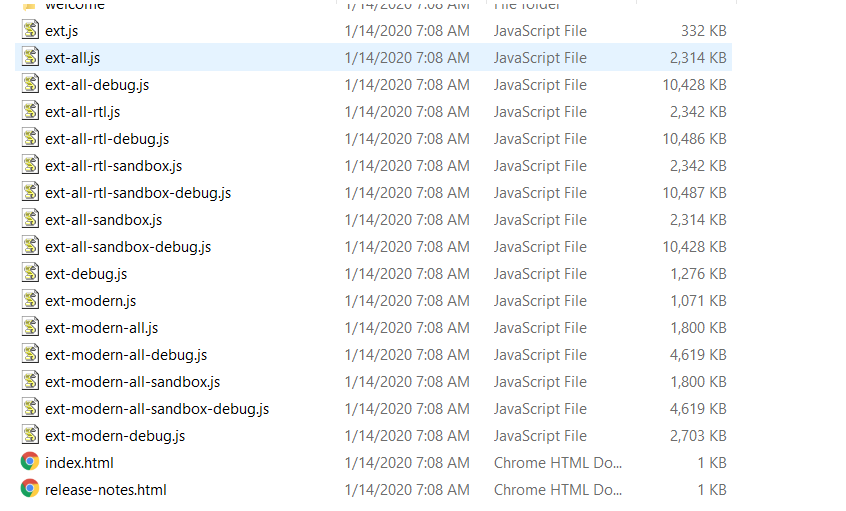 welcome 1/14/2020 7:08 AM File folder
ext.js 1/14/2020 7:08 AM JavaScript File 332 KB
ext-all.js 1/14/2020 7:08 AM JavaScript File 2,314 KB
ext-all-debug.js 1/14/2020 7:08 AM JavaScript File 10,428 KB
ext-all-rtl.js 1/14/2020 7:08 AM JavaScript File 2,342 KB
ext-all-rtl-debug.js 1/14/2020 7:08 AM JavaScript File 10,486 KB
ext-all-rtl-sandbox.js 1/14/2020 7:08 AM JavaScript File 2,342 KB
ext-all-rtl-sandbox-debug.js 1/14/2020 7:08 AM JavaScript File 10,487 KB
ext-all-sandbox.js 1/14/2020 7:08 AM JavaScript File 2,314 KB
ext-all-sandbox-debug.js 1/14/2020 7:08 AM JavaScript File 10,428 KB
ext-debug.js 1/14/2020 7:08 AM JavaScript File 1,276 KB
ext-modern.js 1/14/2020 7:08 AM JavaScript File 1,071 KB
ext-modern-all.js 1/14/2020 7:08 AM JavaScript File 1,800 KB
ext-modern-all-debug.js 1/14/2020 7:08 AM JavaScript File 4,619 KB
ext-modern-all-sandbox.js 1/14/2020 7:08 AM JavaScript File 1,800 KB
ext-modern-all-sandbox-debug.js 1/14/2020 7:08 AM JavaScript File 4,619 KB
ext-modern-debug.js 1/14/2020 7:08 AM JavaScript File 2,703 KB
index.html 1/14/2020 7:08 AM Chrome HTML Do... 1 KB
release-notes.html 1/14/2020 7:08 AM Chrome HTML Do... 1 KB